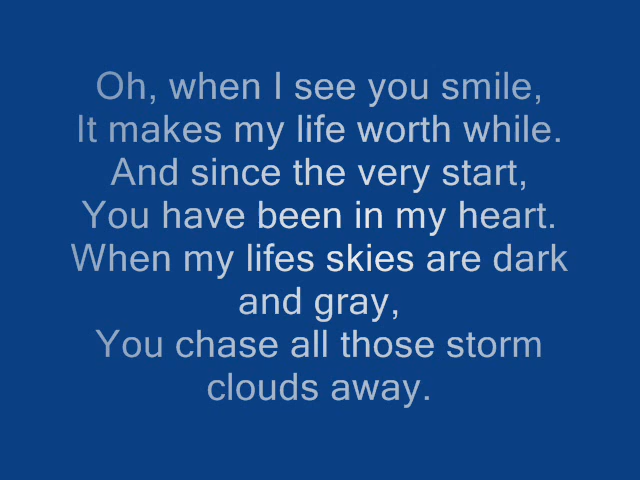 Oh, when I see you smile,
It makes my life worth while.
And since the very start,
You have been in my heart.
When my lifes skies are dark
and gray,
You chase all those storm
clouds away.